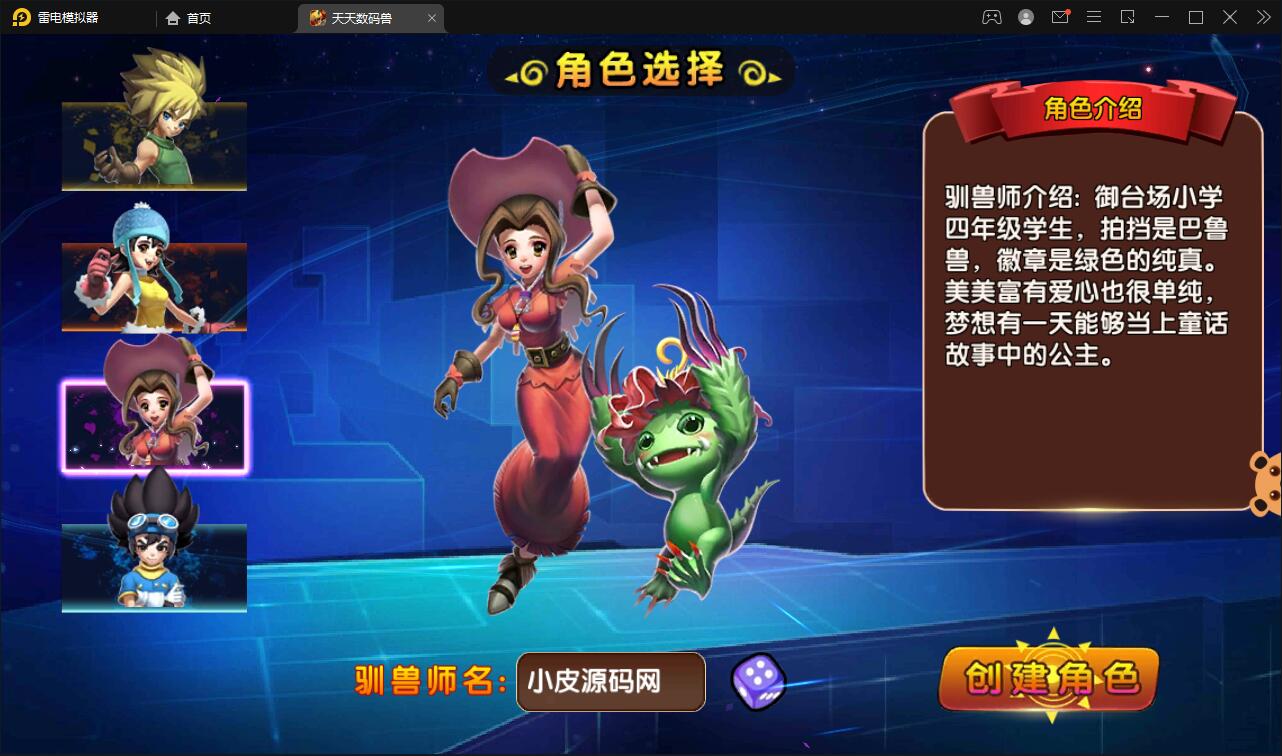 雷电模拟器
首页
天天数码兽
角色选择
角色介绍
驯兽师介绍: 御台场小学
四年级学生，拍挡是巴鲁
兽，徽章是绿色的纯真。
美美富有爱心也很单纯，
梦想有一天能够当上童话
故事中的公主。
驯兽师名:
小皮源码网
创建角色